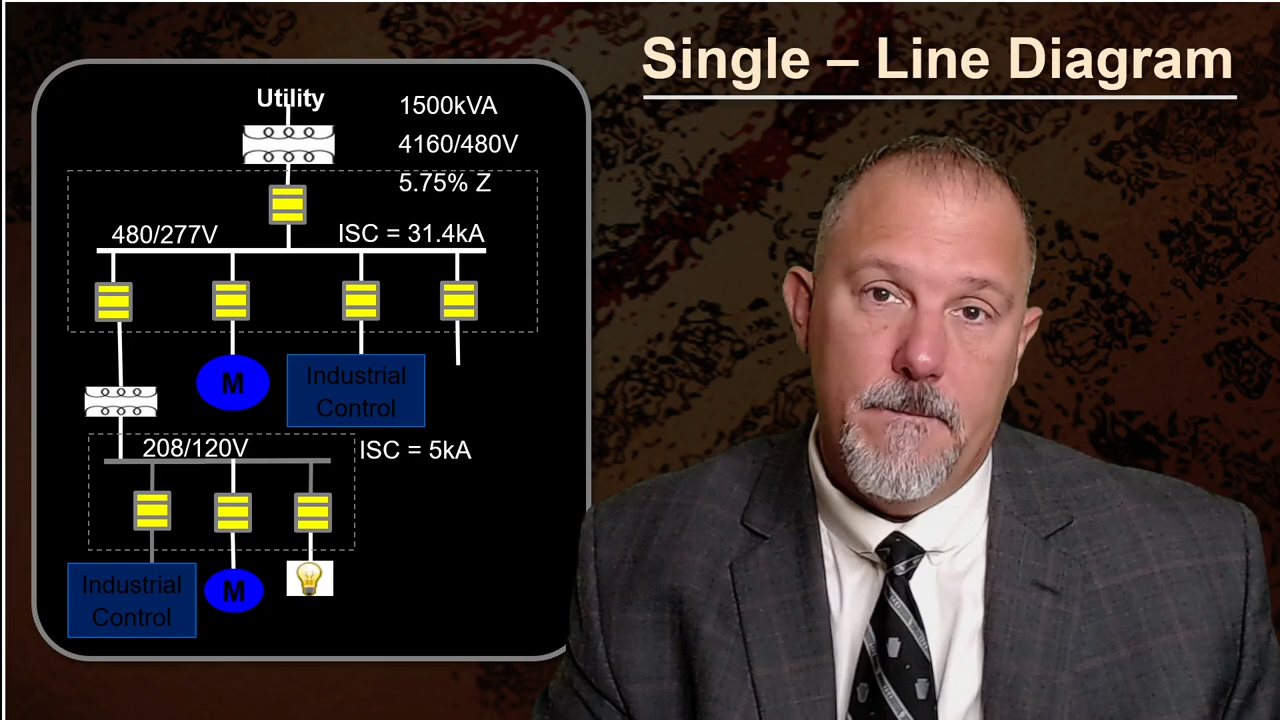 Single – Line Diagram
Utility
1500kVA
4160/480V
5.75% Z
480/277V
ISC = 31.4kA
M
Industrial
Control
208/120V
ISC = 5kA
Industrial
Control
M